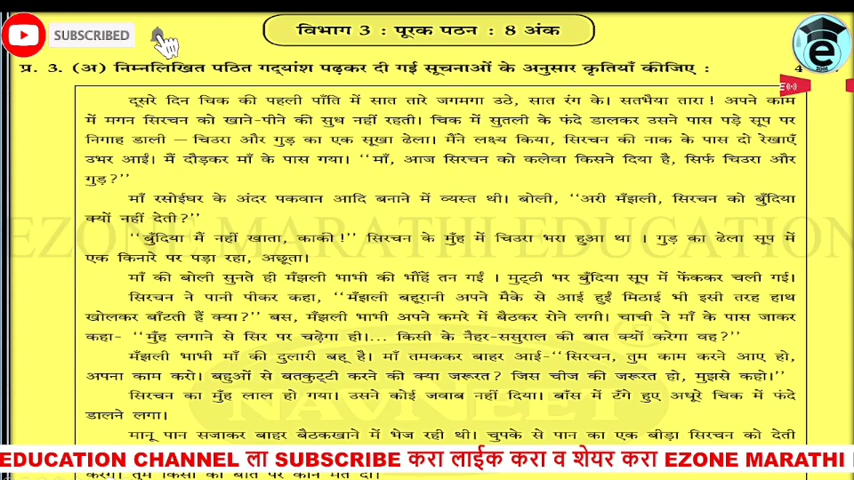 SUBSCRIBED
विभाग 3 : पूरक पठन : 8 अंक
e
प्र. 3. (अ) निम्नलिखित पठित गद्यांश पढ़कर दी गई सूचनाओं के अनुसार कृतियाँ कीजिए : 4
दूसरे दिन चिक की पहली पाँति में सात तारे जगमगा उठे, सात रंग के। सतभैया तारा ! अपने काम
में मगन सिरचन को खाने-पीने की सुध नहीं रहती। चिक में सुतली के फंदे डालकर उसने पास पड़े सूप पर
निगाह डाली – चिउरा और गुड़ का एक सूखा ढेला। मैंने लक्ष्य किया, सिरचन की नाक के पास दो रेखाएँ
उभर आईं। मैं दौड़कर माँ के पास गया। ‘‘माँ, आज सिरचन को कलेवा किसने दिया है, सिर्फ चिउरा और
गुड़ ?’’
माँ रसोईघर के अंदर पकवान आदि बनाने में व्यस्त थी। बोली, ‘‘अरी मँझली, सिरचन को बुँदिया
क्यों नहीं देती ?’’
‘‘बुँदिया मैं नहीं खाता, काकी !’’ सिरचन के मुँह में चिउरा भरा हुआ था । गुड़ का ढेला सूप में
एक किनारे पर पड़ा रहा, अछूता।
माँ की बोली सुनते ही मँझली भाभी की भौंहें तन गईं । मुट्ठी भर बुँदिया सूप में फेंककर चली गई।
सिरचन ने पानी पीकर कहा, ‘‘मँझली बहूरानी अपने मैके से आई हुई मिठाई भी इसी तरह हाथ
खोलकर बाँटती हैं क्या ?’’ बस, मँझली भाभी अपने कमरे में बैठकर रोने लगी। चाची ने माँ के पास जाकर
कहा- ‘‘मुँह लगाने से सिर पर चढ़ेगा ही।... किसी के नैहर-ससुराल की बात क्यों करेगा वह ?’’
मँझली भाभी माँ की दुलारी बहू है। माँ तमककर बाहर आई-‘‘सिरचन, तुम काम करने आए हो,
अपना काम करो। बहुओं से बतकुट्टी करने की क्या जरूरत ? जिस चीज की जरूरत हो, मुझसे कहो।’’
सिरचन का मुँह लाल हो गया। उसने कोई जवाब नहीं दिया। बाँस में टँगे हुए अधूरे चिक में फंदे
डालने लगा।
मानू पान सजाकर बाहर बैठकखाने में भेज रही थी। चुपके से पान का एक बीड़ा सिरचन को देती
EZONE MARATHI EDUCATION
NAVNEET
EDUCATION CHANNEL ला SUBSCRIBE करा लाईक करा व शेयर करा EZONE MARATHI